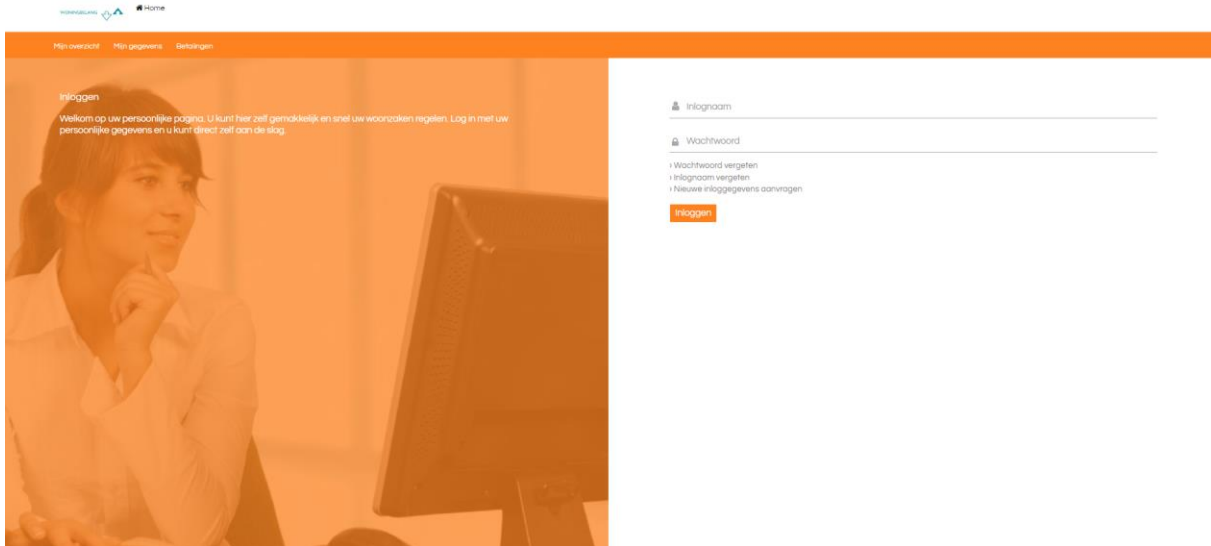 Home
Mijn overzicht Mijn gegevens Betalingen
Inloggen
Welkom op uw persoonlijke pagina. U kunt hier zelf gemakkelijk en snel uw woonzaken regelen. Log in met uw
persoonlijke gegevens en u kunt direct zelf aan de slag.
Inlognaam
Wachtwoord
› Wachtwoord vergeten
› Inlognaam vergeten
› Nieuwe inloggegevens aanvragen
Inloggen